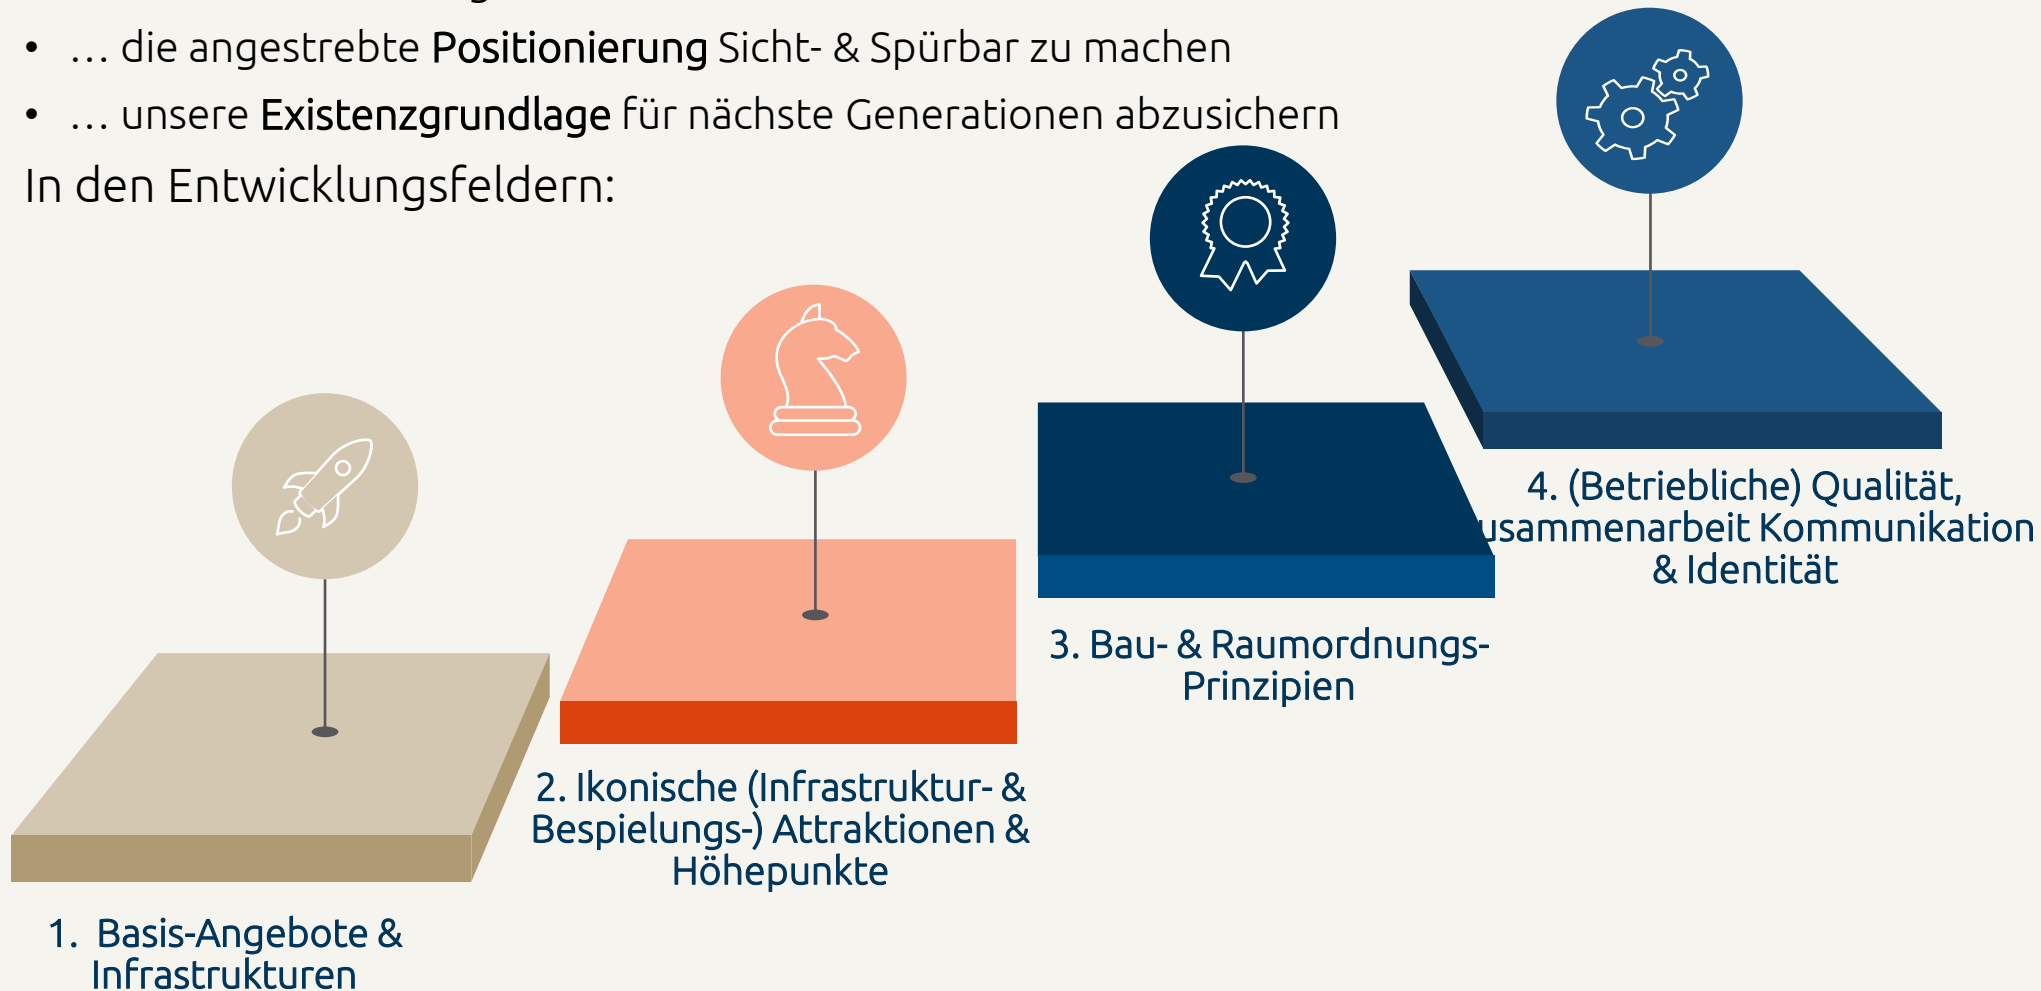 • … die angestrebte Positionierung Sicht- & Spürbar zu machen
• … unsere Existenzgrundlage für nächste Generationen abzusichern
In den Entwicklungsfeldern:
4. (Betriebliche) Qualität,
usammenarbeit Kommunikation
& Identität
3. Bau- & Raumordnungs-
Prinzipien
2. Ikonische (Infrastruktur- &
Bespielungs-) Attraktionen &
Höhepunkte
1. Basis-Angebote &
Infrastrukturen